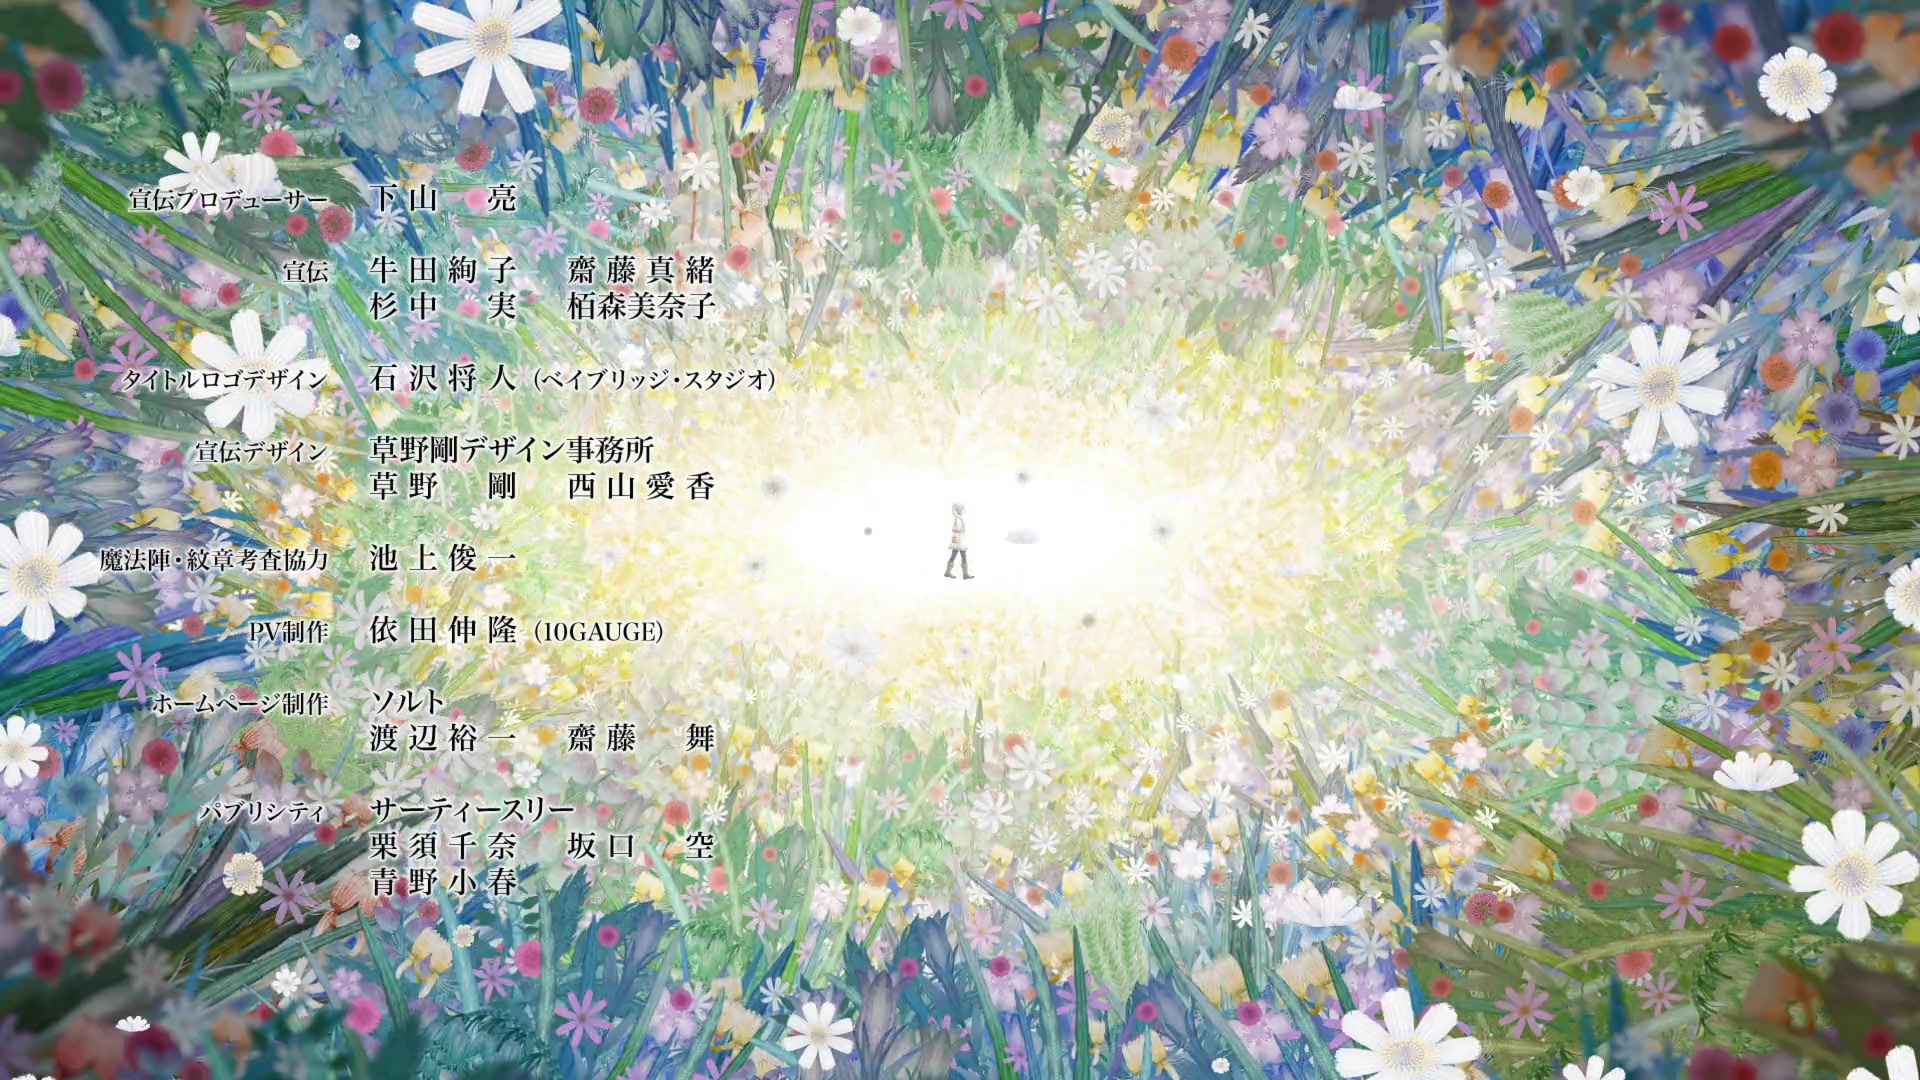 宣伝プロデューサー 下山 亮
宣伝 牛田絢子 齋藤真緒
杉中 実 栢森美奈子
タイトルロゴデザイン 石沢将人(ベイブリッジ・スタジオ)
宣伝デザイン 草野剛デザイン事務所
草野 剛 西山愛香
魔法陣・紋章考査協力 池上俊一
PV制作 依田伸隆(10GAUGE)
ホームページ制作 ソルト
渡辺裕一 齋藤 舞
パブリシティ サーティースリー
栗須千奈 坂口 空
青野小春